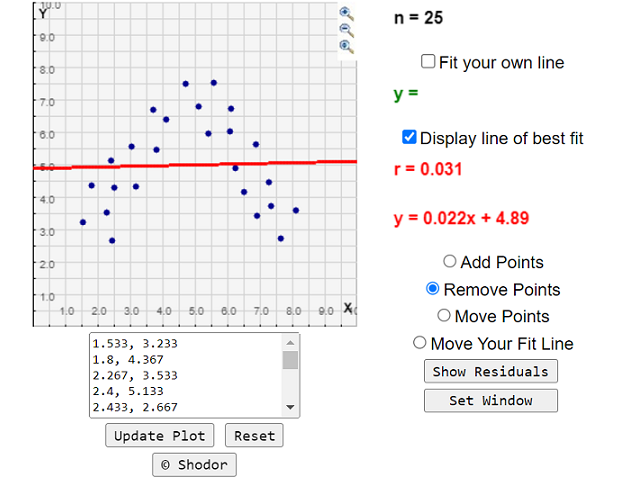 Y
10.0
9.0
8.0
7.0
6.0
5.0
4.0
3.0
2.0
1.0
1.0 2.0 3.0 4.0 5.0 6.0 7.0 8.0 9.0 X
1.533, 3.233
1.8, 4.367
2.267, 3.533
2.4, 5.133
2.433, 2.667
Update Plot Reset
© Shodor
n = 25
Fit your own line
y =
Display line of best fit
r = 0.031
y = 0.022x + 4.89
Add Points
Remove Points
Move Points
Move Your Fit Line
Show Residuals
Set Window